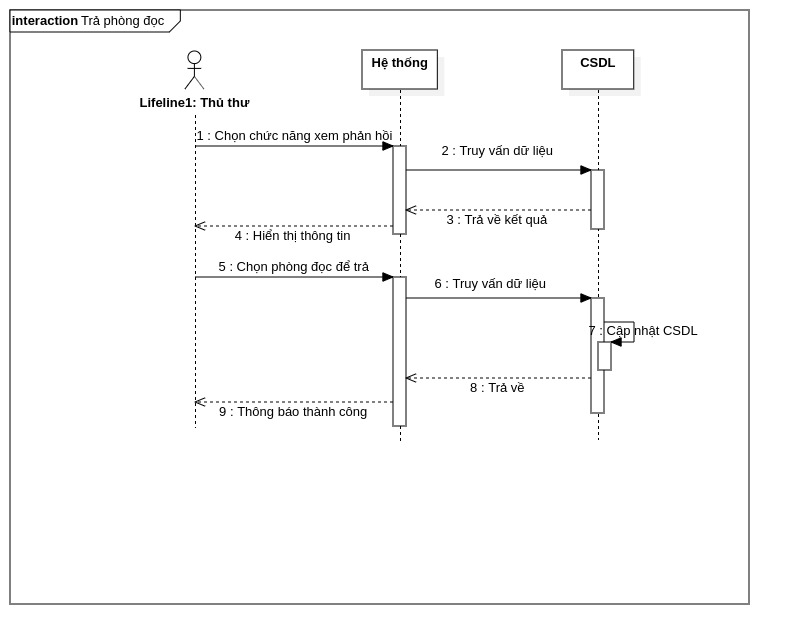 interaction Trả phòng đọc
Hệ thống
CSDL
Lifeline1: Thủ thư
1 : Chọn chức năng xem phản hồi
2 : Truy vấn dữ liệu
3 : Trả về kết quả
4 : Hiển thị thông tin
5 : Chọn phòng đọc để trả
6 : Truy vấn dữ liệu
7 : Cập nhật CSDL
8 : Trả về
9 : Thông báo thành công